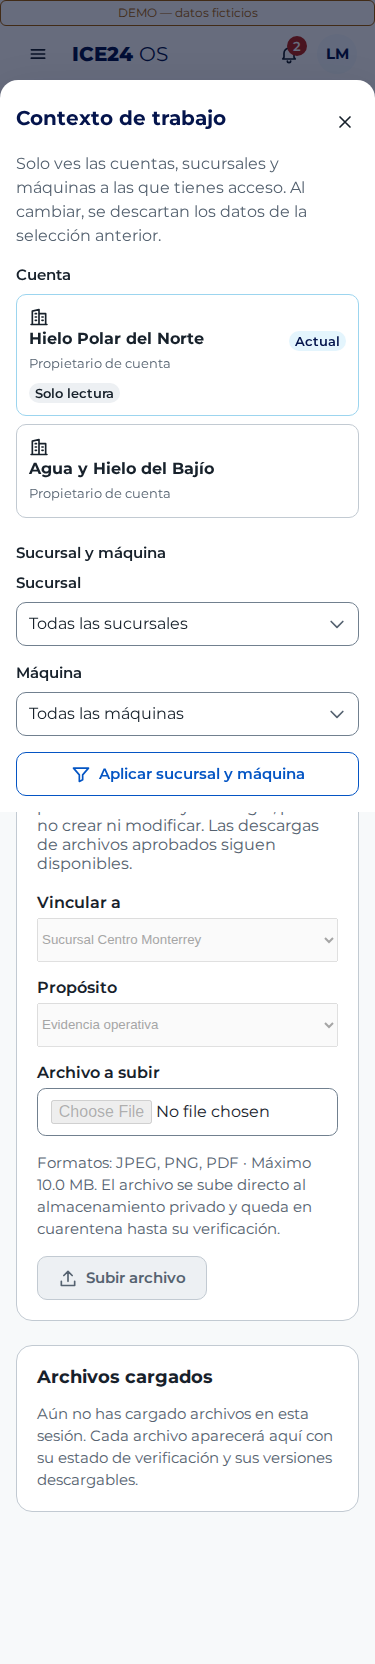 DEMO — datos ficticios
ICE24 OS
2
LM
Contexto de trabajo
Solo ves las cuentas, sucursales y
máquinas a las que tienes acceso. Al
cambiar, se descartan los datos de la
selección anterior.
Cuenta
Hielo Polar del Norte
Actual
Propietario de cuenta
Solo lectura
Agua y Hielo del Bajío
Propietario de cuenta
Sucursal y máquina
Sucursal
Todas las sucursales
Máquina
Todas las máquinas
Aplicar sucursal y máquina
no crear ni modificar. Las descargas
de archivos aprobados siguen
disponibles.
Vincular a
Sucursal Centro Monterrey
Propósito
Evidencia operativa
Archivo a subir
Choose File No file chosen
Formatos: JPEG, PNG, PDF · Máximo
10.0 MB. El archivo se sube directo al
almacenamiento privado y queda en
cuarentena hasta su verificación.
Subir archivo
Archivos cargados
Aún no has cargado archivos en esta
sesión. Cada archivo aparecerá aquí con
su estado de verificación y sus versiones
descargables.